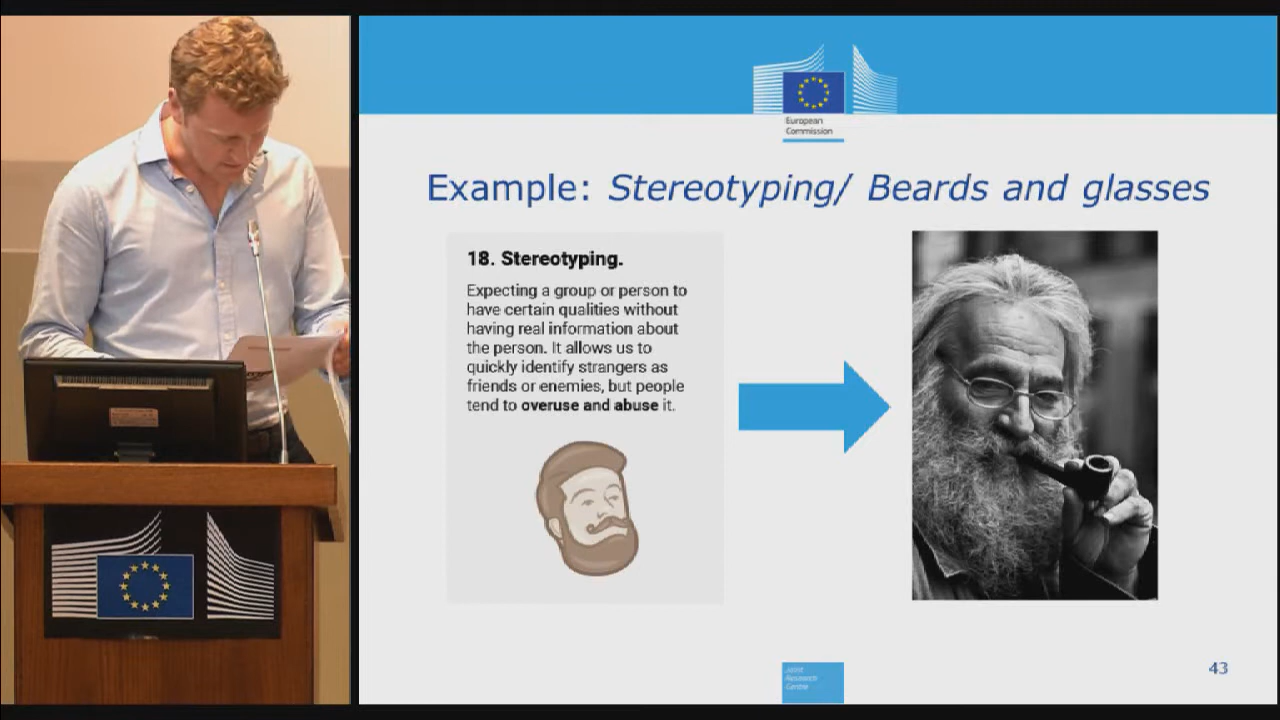 European
Commission
Example: Stereotyping/ Beards and glasses
18. Stereotyping.
Expecting a group or person to
have certain qualities without
having real information about
the person. It allows us to
quickly identify strangers as
friends or enemies, but people
tend to overuse and abuse it.
Joint
Research
Centre
43